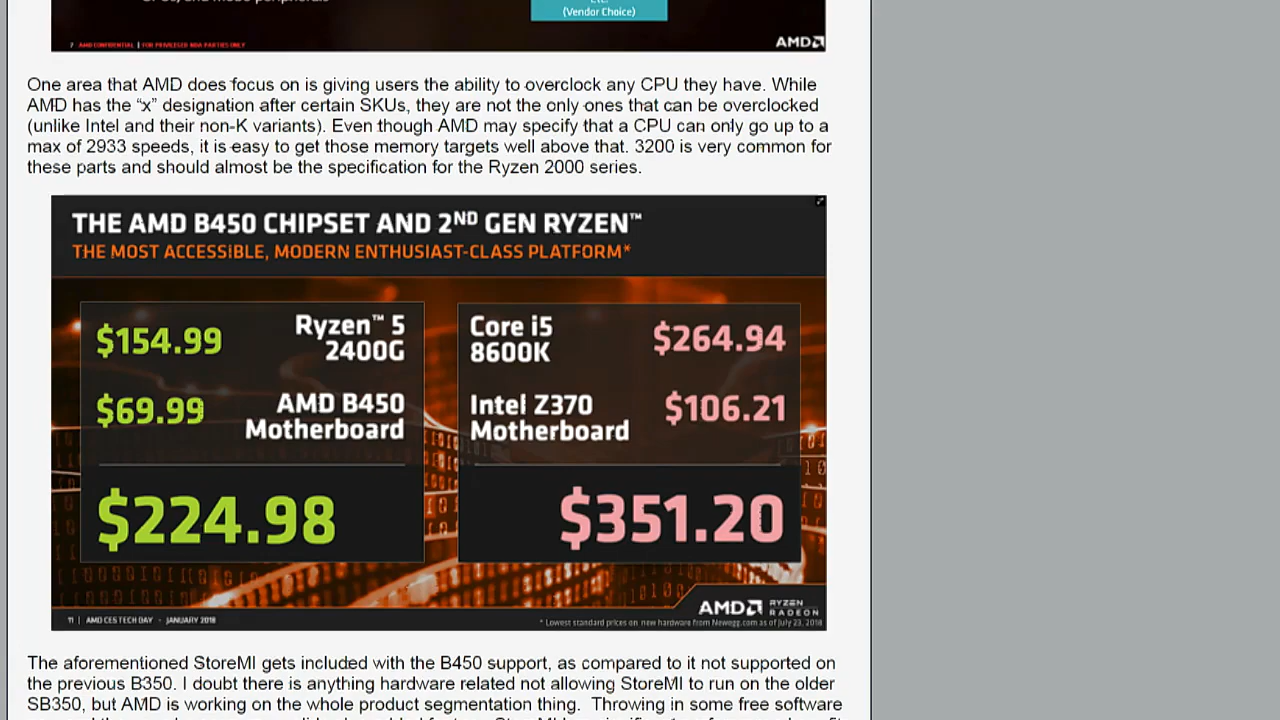 (Vendor Choice)
7 | AMD CONFIDENTIAL | FOR PRIVILEGED NDA PARTIES ONLY
AMD
One area that AMD does focus on is giving users the ability to overclock any CPU they have. While
AMD has the “x” designation after certain SKUs, they are not the only ones that can be overclocked
(unlike Intel and their non-K variants). Even though AMD may specify that a CPU can only go up to a
max of 2933 speeds, it is easy to get those memory targets well above that. 3200 is very common for
these parts and should almost be the specification for the Ryzen 2000 series.
THE AMD B450 CHIPSET AND 2ND GEN RYZEN™
THE MOST ACCESSIBLE, MODERN ENTHUSIAST-CLASS PLATFORM*
$154.99 Ryzen™ 5
2400G
$69.99 AMD B450
Motherboard
$224.98
Core i5 $264.94
8600K
Intel Z370 $106.21
Motherboard
$351.20
AMD RYZEN
RADEON
11 | AMD CES TECH DAY - JANUARY 2018
* Lowest standard prices on new hardware from Newegg.com as of July 23, 2018
The aforementioned StoreMI gets included with the B450 support, as compared to it not supported on
the previous B350. I doubt there is anything hardware related not allowing StoreMI to run on the older
SB350, but AMD is working on the whole product segmentation thing. Throwing in some free software